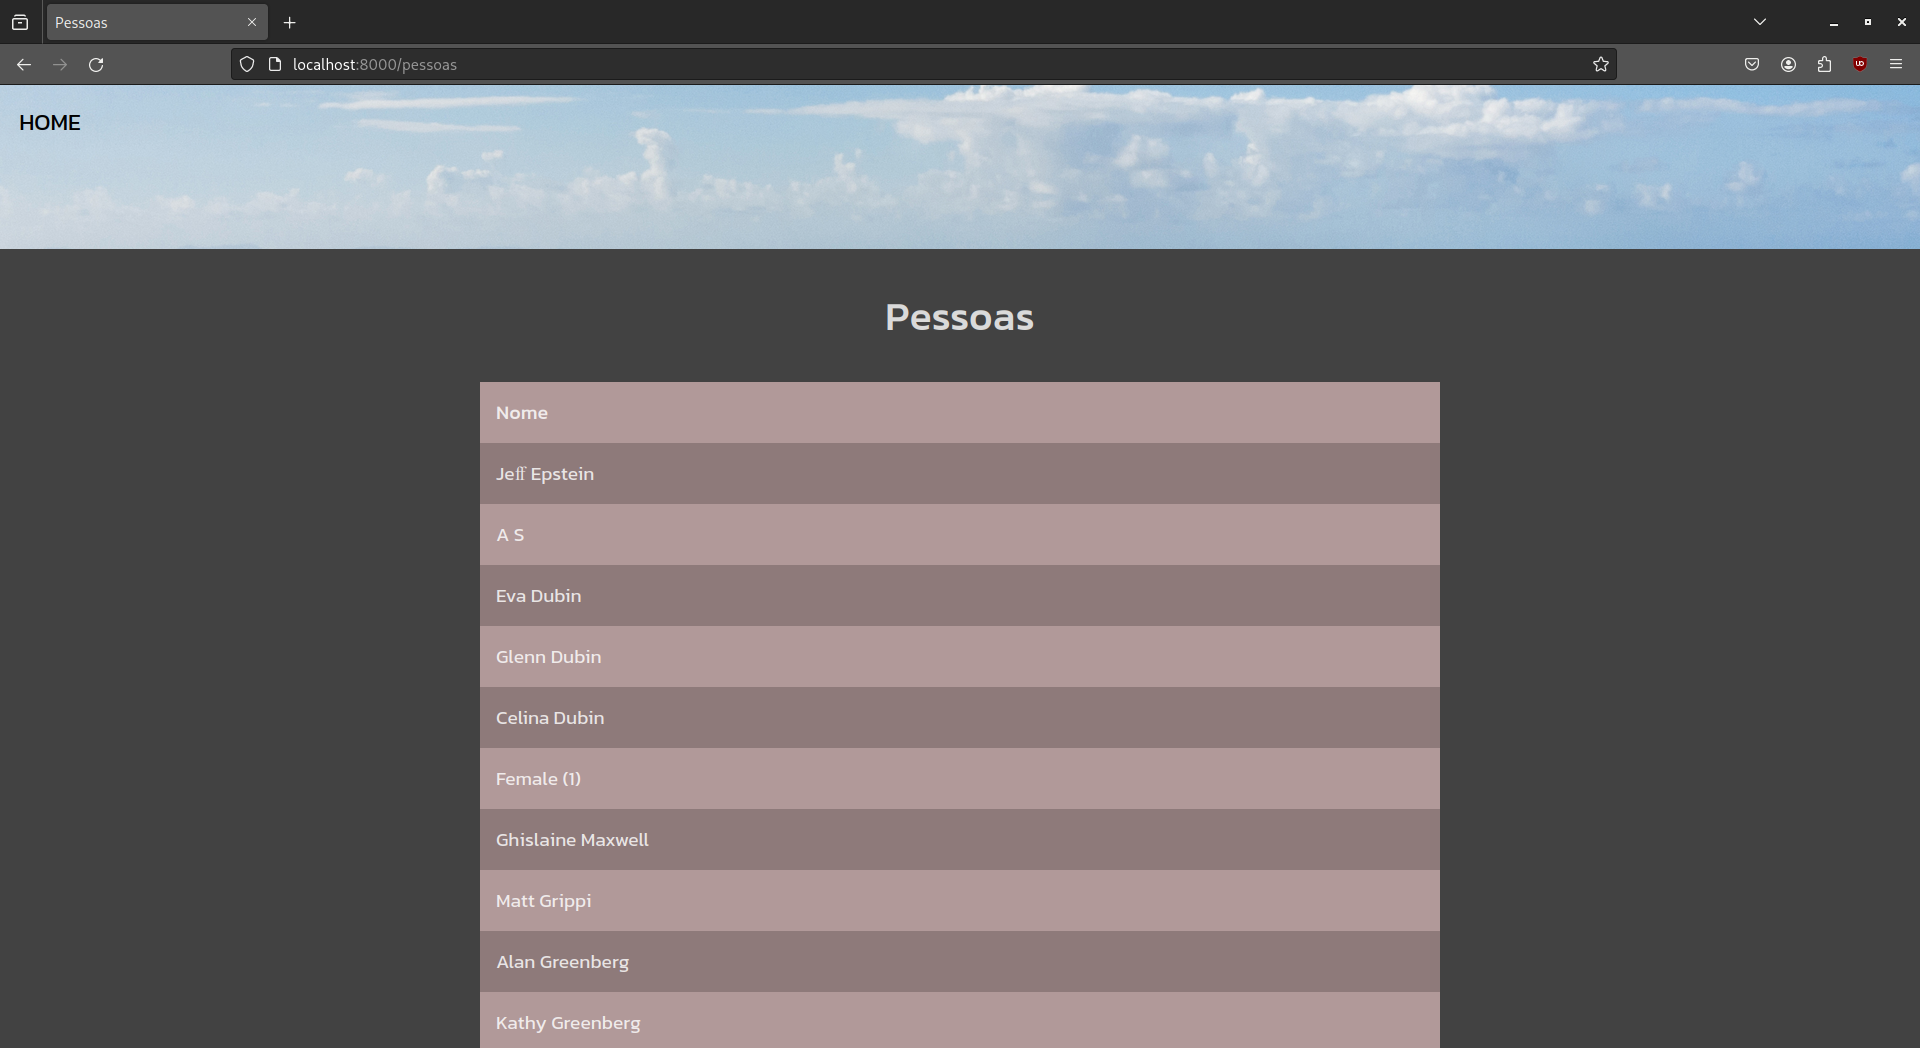 Pessoas
localhost:8000/pessoas
HOME
Pessoas
Nome
Jeff Epstein
A S
Eva Dubin
Glenn Dubin
Celina Dubin
Female (1)
Ghislaine Maxwell
Matt Grippi
Alan Greenberg
Kathy Greenberg